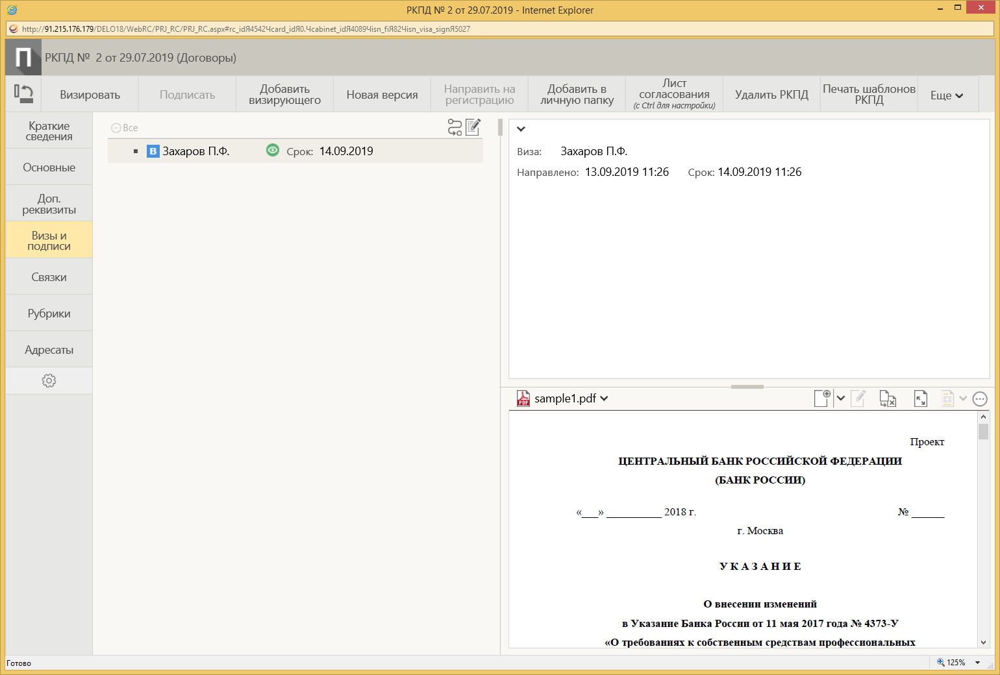 РКПД № 2 от 29.07.2019 - Internet Explorer
http://91.215.176.179/DELO18/WebRC/PRJ_RC/PRJ_RC.aspx#rc_idЯ4542Чcard_idЯ0.Чcabinet_idЯ4089Чisn_fiЯ82Чisn_visa_signЯ5027
П РКПД № 2 от 29.07.2019 (Договоры)
Визировать
Подписать
Добавить
визирующего
Новая версия
Направить на
регистрацию
Добавить в
личную папку
Лист
согласования
(с Ctrl для настройки)
Удалить РКПД
Печать шаблонов
РКПД
Еще
Краткие
сведения
Основные
Доп.
реквизиты
Визы и
подписи
Связки
Рубрики
Адресаты
Все
В Захаров П.Ф. Срок: 14.09.2019
Виза: Захаров П.Ф.
Направлено: 13.09.2019 11:26 Срок: 14.09.2019 11:26
PDF sample1.pdf
Проект
ЦЕНТРАЛЬНЫЙ БАНК РОССИЙСКОЙ ФЕДЕРАЦИИ
(БАНК РОССИИ)
«___» __________ 2018 г. № ______
г. Москва
У К А З А Н И Е
О внесении изменений
в Указание Банка России от 11 мая 2017 года № 4373-У
«О требованиях к собственным средствам профессиональных
Готово
125%